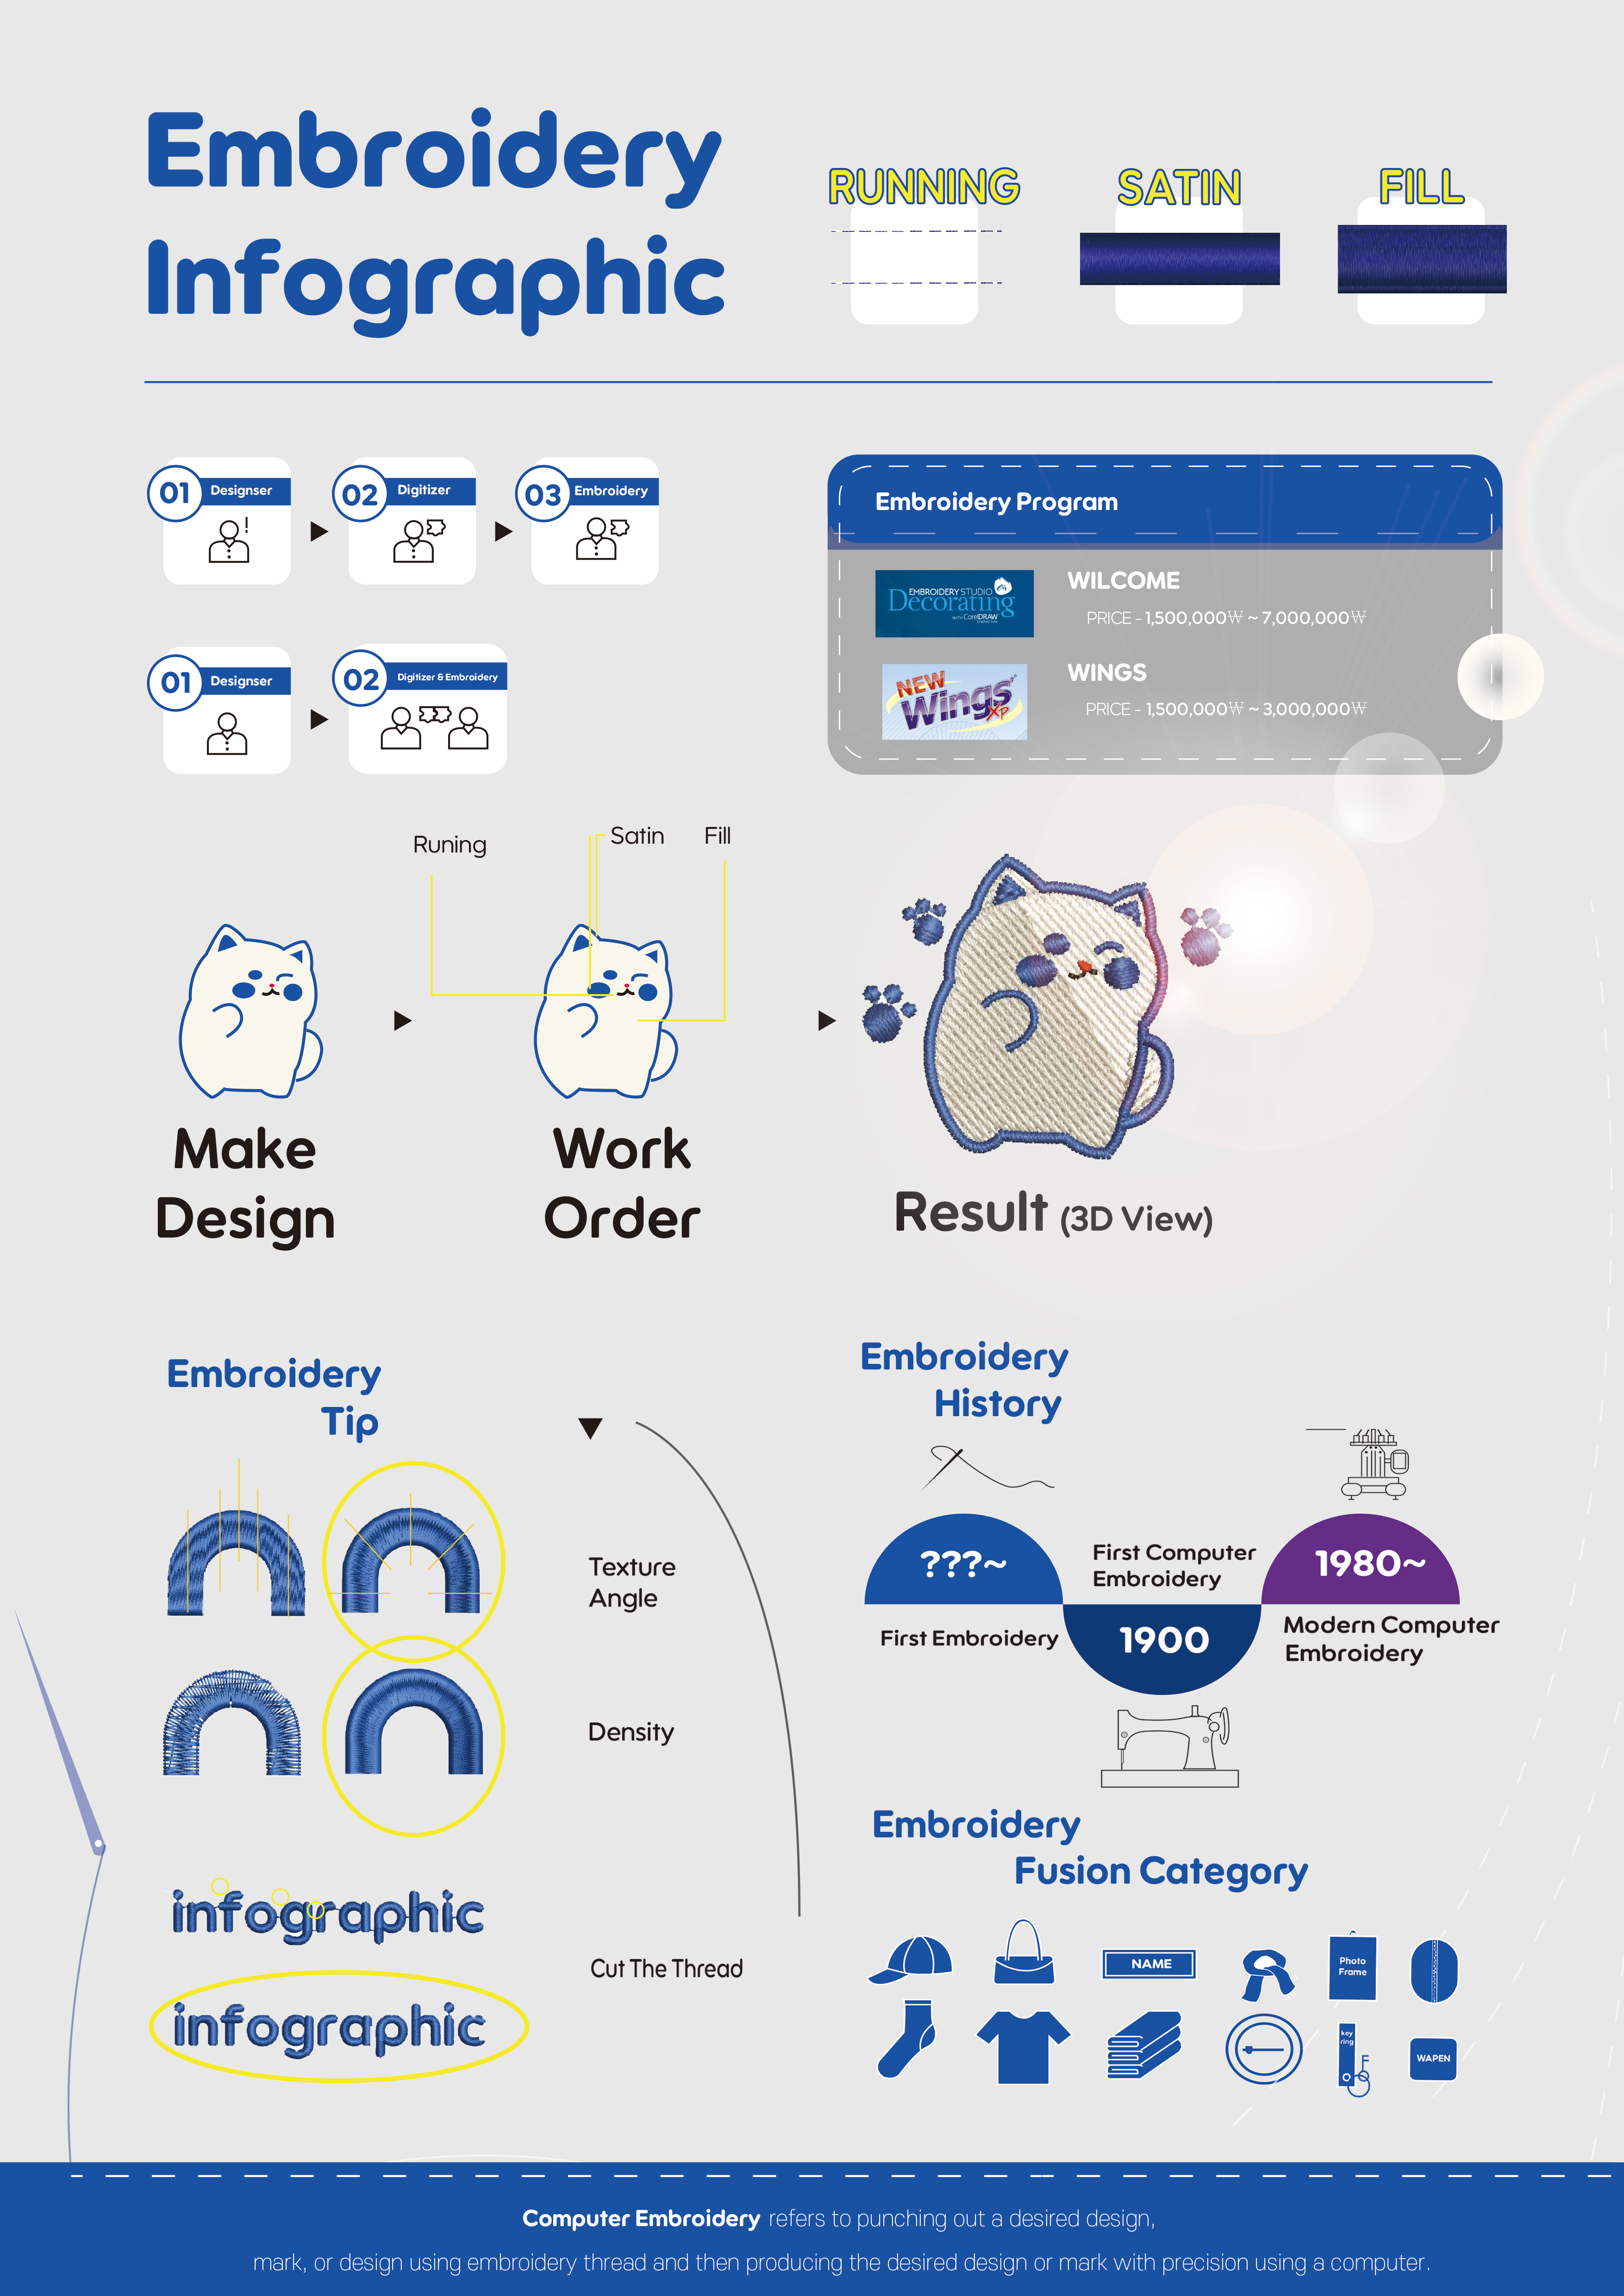 Embroidery
Infographic
RUNNING
SATIN
FILL
01 Designser
02 Digitizer
03 Embroidery
01 Designser
02 Digitizer & Embroidery
Embroidery Program
EMBROIDERY STUDIO e4
Decorating
WITH CorelDRAW
WILCOME
PRICE - 1,500,000₩ ~ 7,000,000₩
NEW
Wings
XP
WINGS
PRICE - 1,500,000₩ ~ 3,000,000₩
Runing
Satin
Fill
Make
Design
Work
Order
Result (3D View)
Embroidery
Tip
Texture
Angle
Density
infographic
Cut The Thread
infographic
Embroidery
History
???~
First Embroidery
First Computer
Embroidery
1900
1980~
Modern Computer
Embroidery
Embroidery
Fusion Category
NAME
Photo
Frame
key
ring
WAPEN
Computer Embroidery refers to punching out a desired design,
mark, or design using embroidery thread and then producing the desired design or mark with precision using a computer.